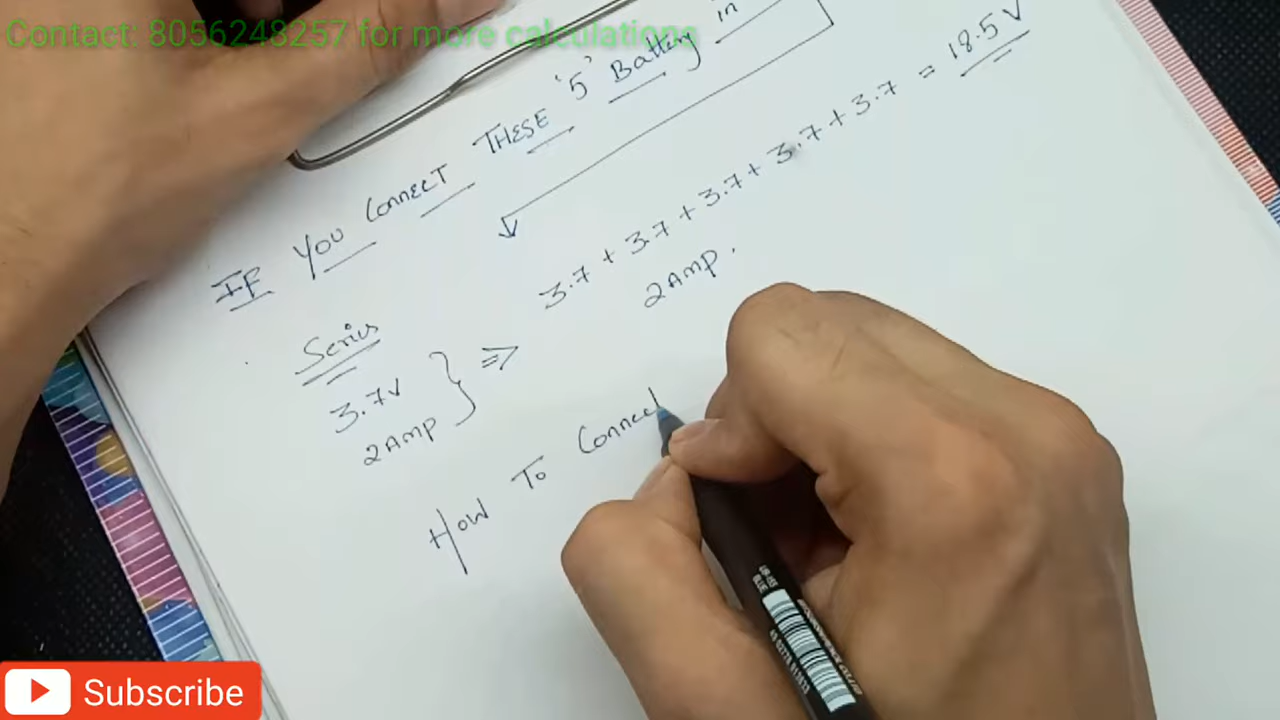 Contact: 8056248257 for more calculations
IF YOU CONNECT THESE '5' Battery in
Series
3.7V
2Amp
} => 3.7 + 3.7 + 3.7 + 3.7 + 3.7 = 18.5 V
2Amp.
How To Connect
Subscribe